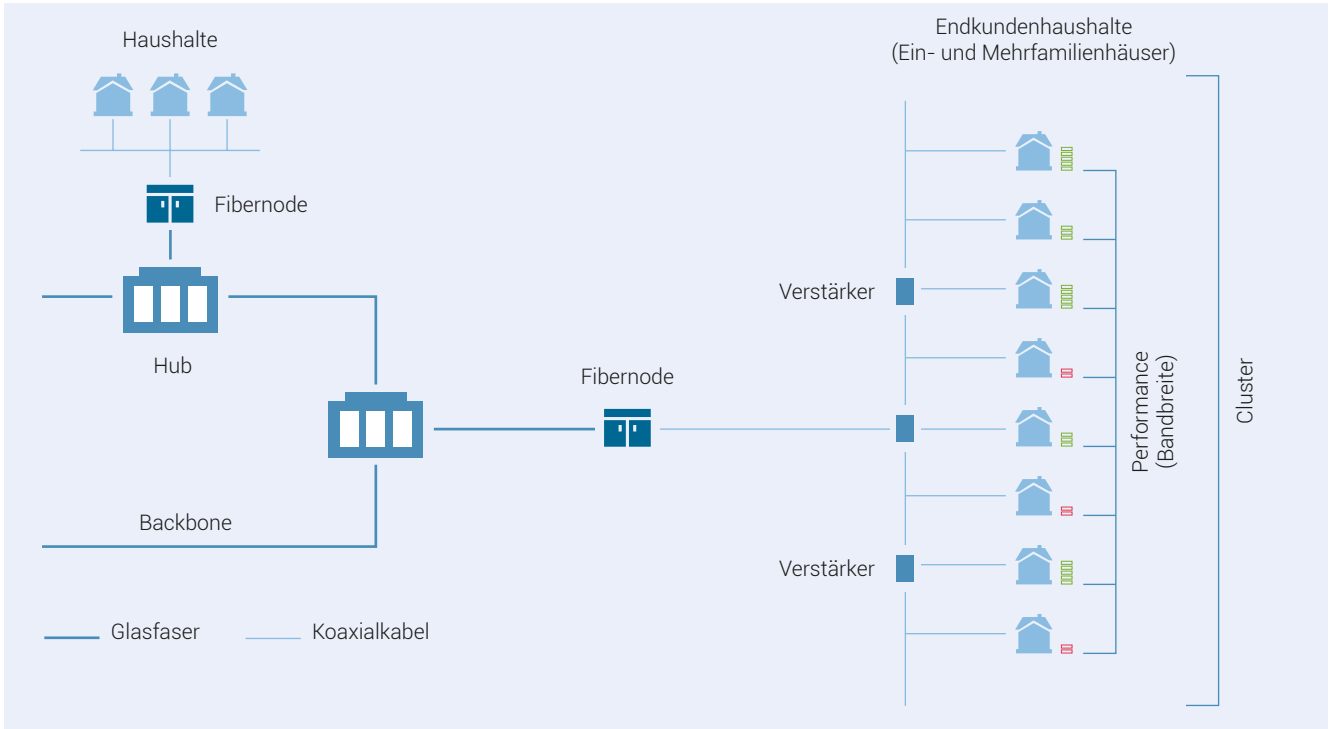 Haushalte
Endkundenhaushalte
(Ein- und Mehrfamilienhäuser)
Fibernode
Verstärker
Hub
Fibernode
Performance
(Bandbreite)
Cluster
Backbone
Verstärker
Glasfaser
Koaxialkabel